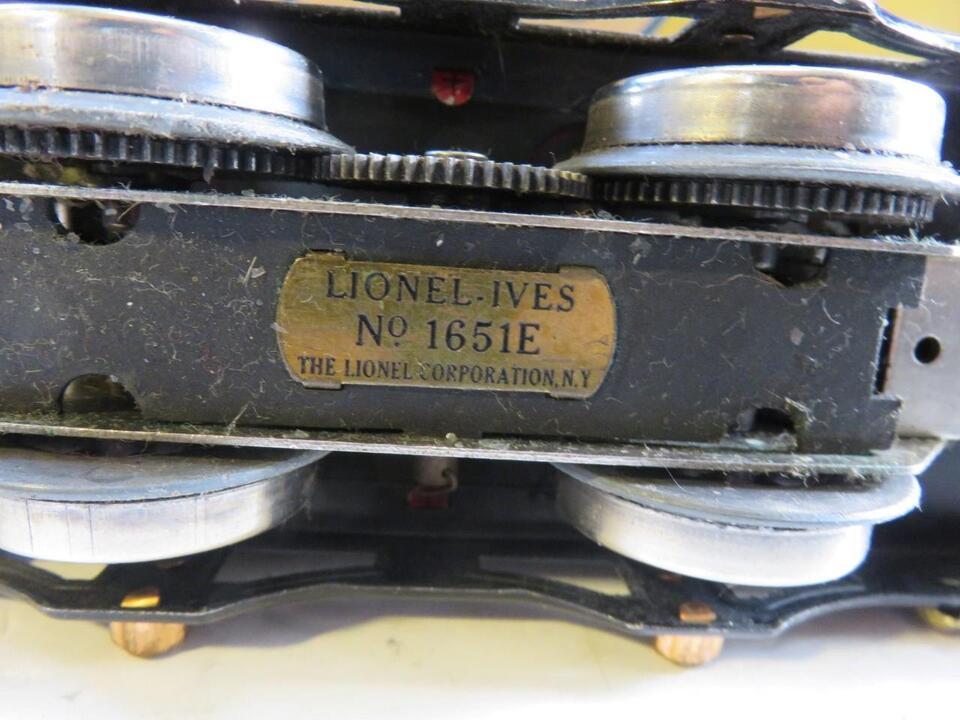 LIONEL-IVES
No 1651E
THE LIONEL CORPORATION, N.Y